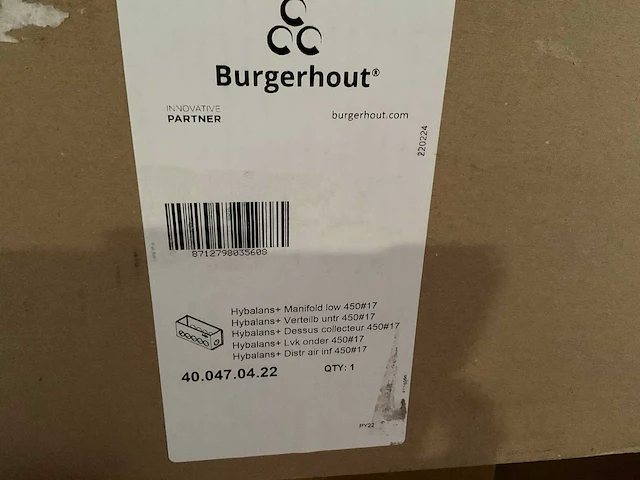 Burgerhout®
INNOVATIVE
PARTNER
burgerhout.com
220224
8712798035608
Hybalans+ Manifold low 450#17
Hybalans+ Verteilb untr 450#17
Hybalans+ Dessus collecteur 450#17
Hybalans+ Lvk onder 450#17
Hybalans+ Distr air inf 450#17
40.047.04.22
QTY: 1
PY22